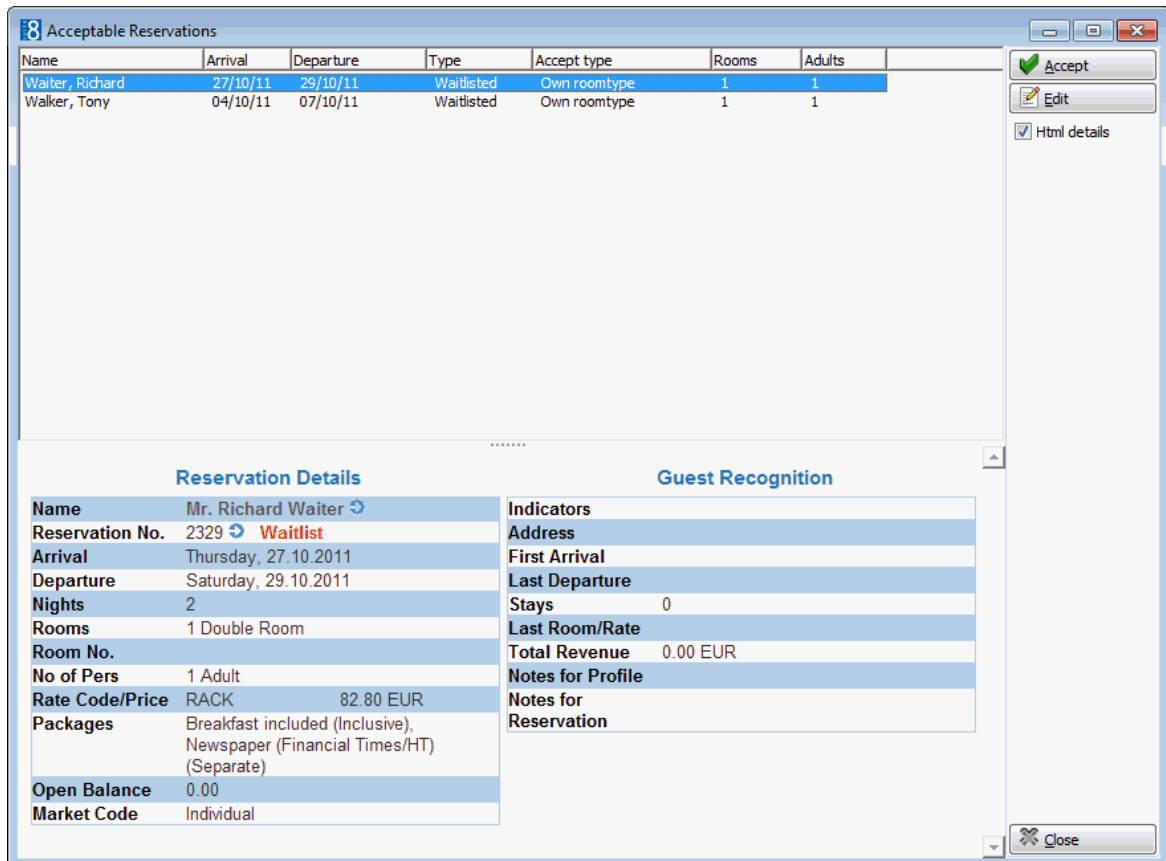 8 Acceptable Reservations
Name Arrival Departure Type Accept type Rooms Adults
Waiter, Richard 27/10/11 29/10/11 Waitlisted Own roomtype 1 1
Walker, Tony 04/10/11 07/10/11 Waitlisted Own roomtype 1 1
Accept
Edit
Html details
Reservation Details
Name Mr. Richard Waiter
Reservation No. 2329 Waitlist
Arrival Thursday, 27.10.2011
Departure Saturday, 29.10.2011
Nights 2
Rooms 1 Double Room
Room No.
No of Pers 1 Adult
Rate Code/Price RACK 82.80 EUR
Packages Breakfast included (Inclusive),
Newspaper (Financial Times/HT)
(Separate)
Open Balance 0.00
Market Code Individual
Guest Recognition
Indicators
Address
First Arrival
Last Departure
Stays 0
Last Room/Rate
Total Revenue 0.00 EUR
Notes for Profile
Notes for
Reservation
Close